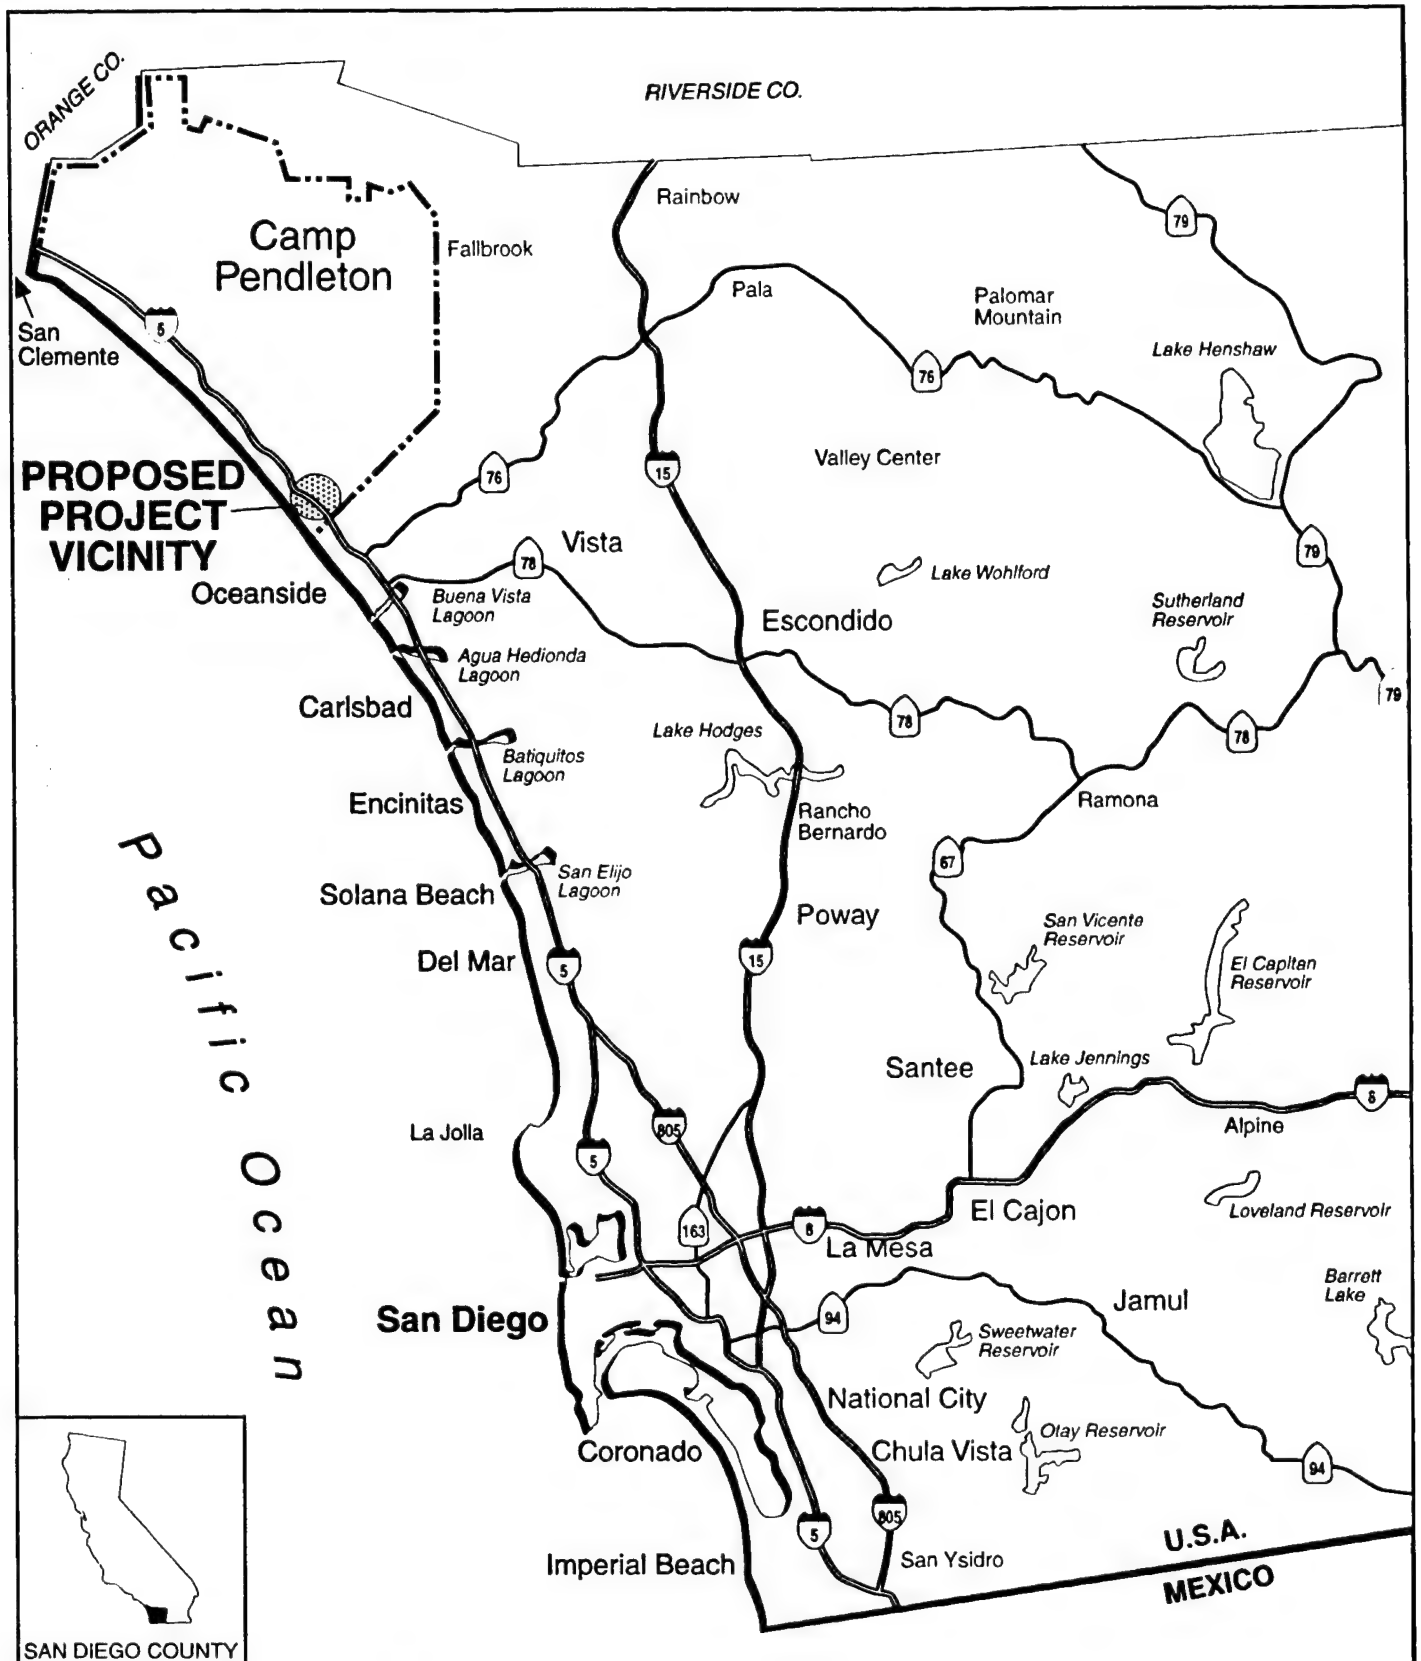 ORANGE CO.
RIVERSIDE CO.
Rainbow
79
Camp
Pendleton
Fallbrook
Pala
Palomar
Mountain
5
San
Clemente
Lake Henshaw
76
PROPOSED
PROJECT
VICINITY
76
15
Valley Center
Vista
78
79
Lake Wohlford
Oceanside
Buena Vista
Lagoon
Escondido
Sutherland
Reservoir
Agua Hedionda
Lagoon
79
Carlsbad
78
78
Lake Hodges
Batiquitos
Lagoon
Encinitas
Rancho
Bernardo
Ramona
67
San Elijo
Lagoon
Solana Beach
Poway
San Vicente
Reservoir
Del Mar
5
15
El Capitan
Reservoir
Pacific Ocean
Santee
Lake Jennings
8
Alpine
La Jolla
805
5
El Cajon
Loveland Reservoir
163
8
La Mesa
San Diego
94
Jamul
Barrett
Lake
Sweetwater
Reservoir
National City
Coronado
Chula Vista
Otay Reservoir
94
5
805
Imperial Beach
San Ysidro
U.S.A.
MEXICO
SAN DIEGO COUNTY